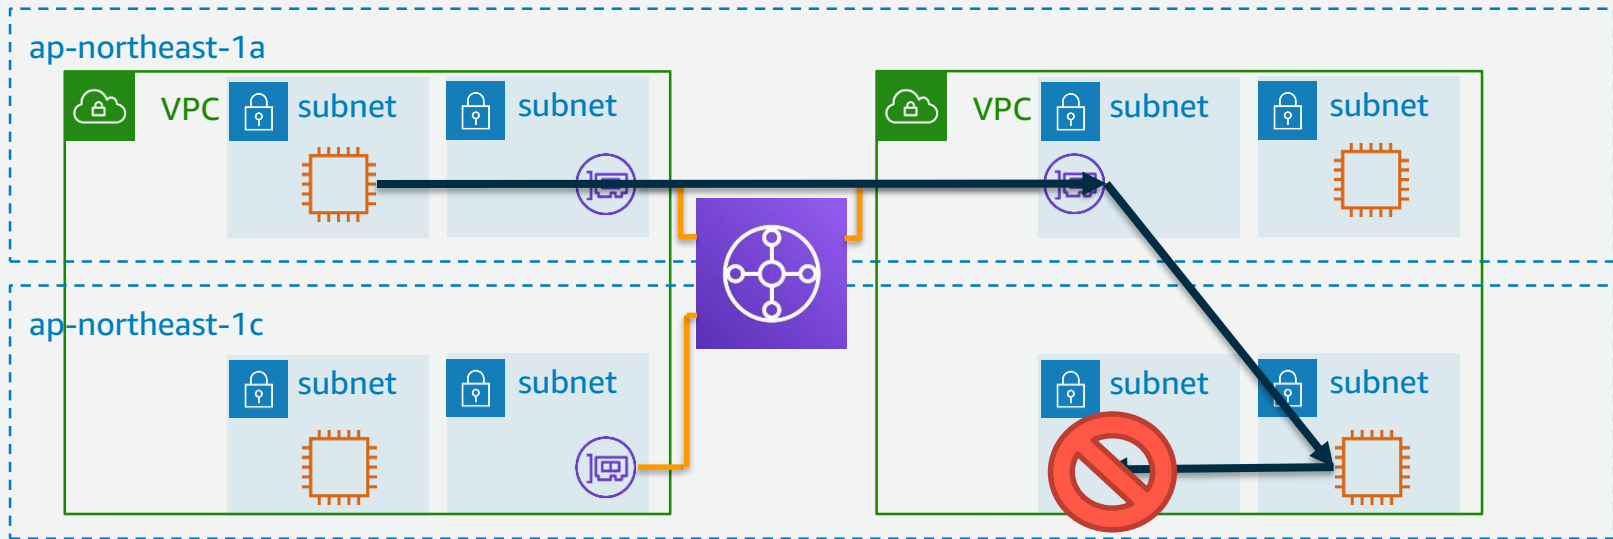 ap-northeast-1a
VPC subnet subnet VPC subnet subnet
ap-northeast-1c
subnet subnet subnet subnet